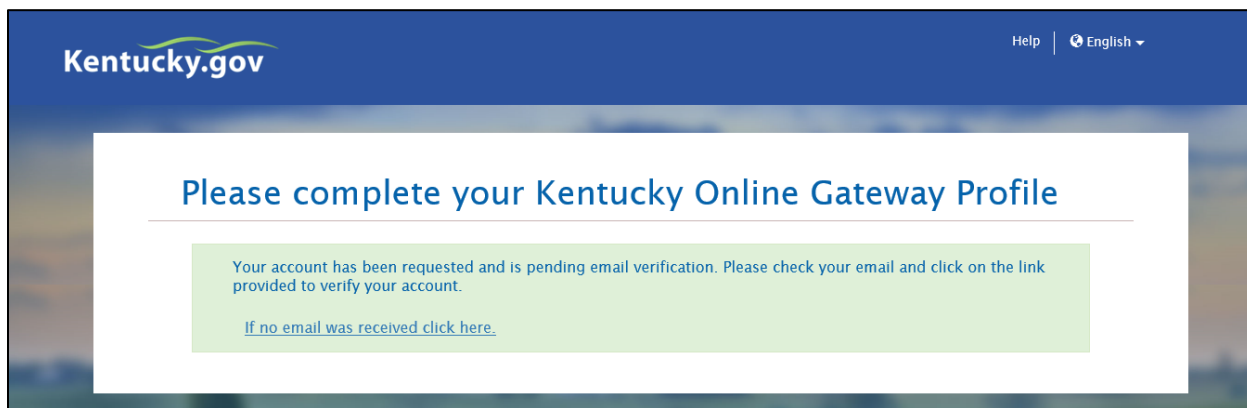 Kentucky.gov
Help
English
Please complete your Kentucky Online Gateway Profile
Your account has been requested and is pending email verification. Please check your email and click on the link
provided to verify your account.
If no email was received click here.